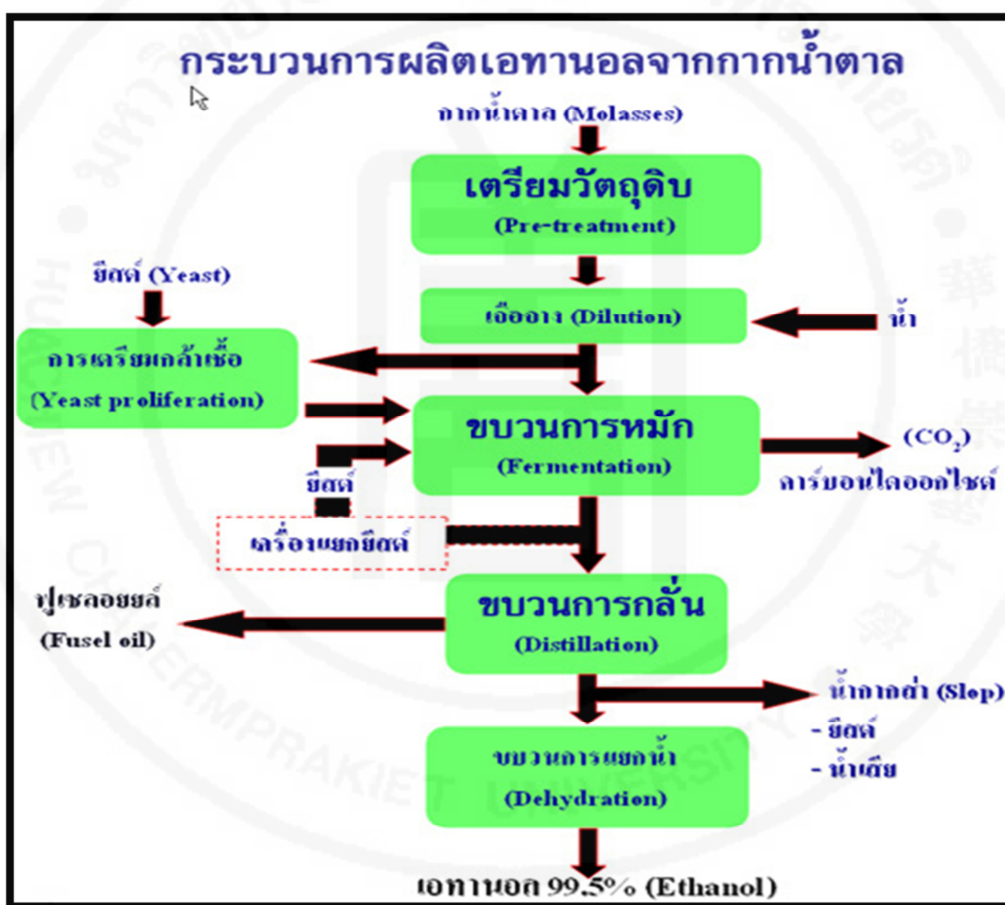 กระบวนการผลิตเอทานอลจากกากน้ำตาล
กากน้ำตาล (Molasses)
เตรียมวัตถุดิบ
(Pre-treatment)
ยีสต์ (Yeast)
เจือจาง (Dilution)
น้ำ
การเตรียมกล้าเชื้อ
(Yeast proliferation)
ขบวนการหมัก
(Fermentation)
(CO₂)
คาร์บอนไดออกไซด์
ยีสต์
เครื่องแยกยีสต์
ฟูเซลออยล์
(Fusel oil)
ขบวนการกลั่น
(Distillation)
น้ำกากส่า (Slop)
- ยีสต์
- น้ำเสีย
ขบวนการแยกน้ำ
(Dehydration)
เอทานอล 99.5% (Ethanol)
HUACHIEW CHALERMPRAKIET UNIVERSITY
華僑崇聖大學